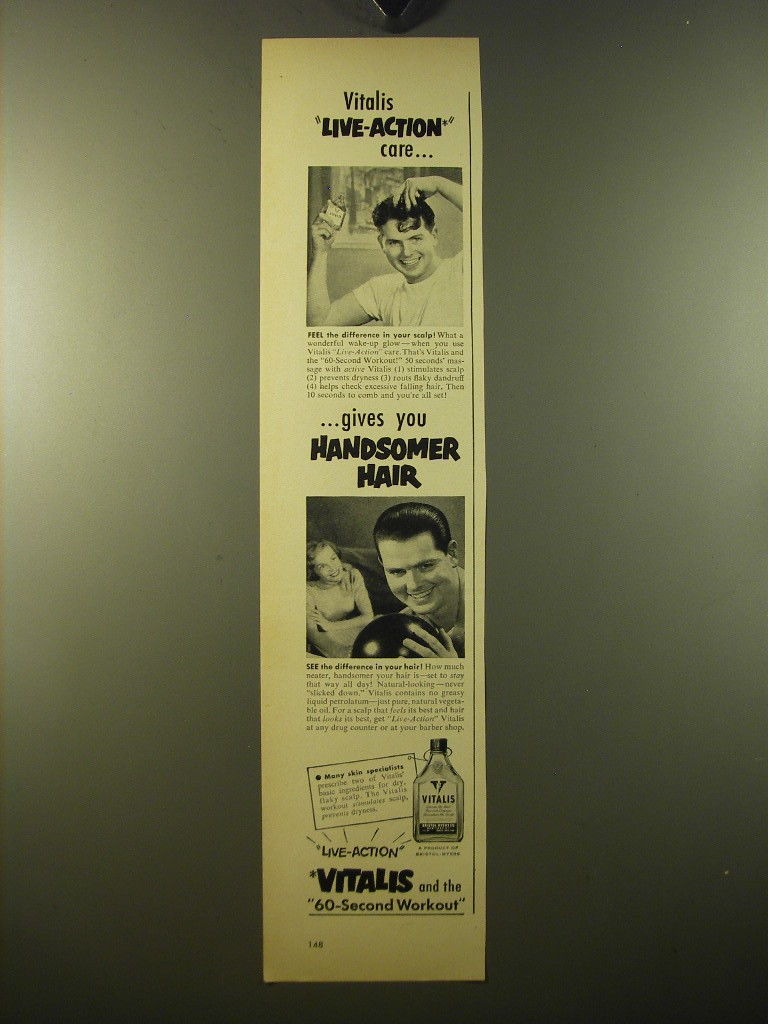 Vitalis
"LIVE-ACTION*"
care...
FEEL the difference in your scalp! What a
wonderful wake-up glow—when you use
Vitalis "Live-Action" care. That's Vitalis and
the "60-Second Workout!" 50 seconds' mas-
sage with active Vitalis (1) stimulates scalp
(2) prevents dryness (3) routs flaky dandruff
(4) helps check excessive falling hair. Then
10 seconds to comb and you're all set!
...gives you
HANDSOMER
HAIR
SEE the difference in your hair! How much
neater, handsomer your hair is—set to stay
that way all day! Natural-looking—never
"slicked down." Vitalis contains no greasy
liquid petrolatum—just pure, natural vegeta-
ble oil. For a scalp that feels its best and hair
that looks its best, get "Live-Action" Vitalis
at any drug counter or at your barber shop.
● Many skin specialists
prescribe two of Vitalis'
basic ingredients for dry,
flaky scalp. The Vitalis
workout stimulates scalp,
prevents dryness.
V
VITALIS
"LIVE-ACTION"
A PRODUCT OF
BRISTOL-MYERS
*VITALIS and the
"60-Second Workout"
148